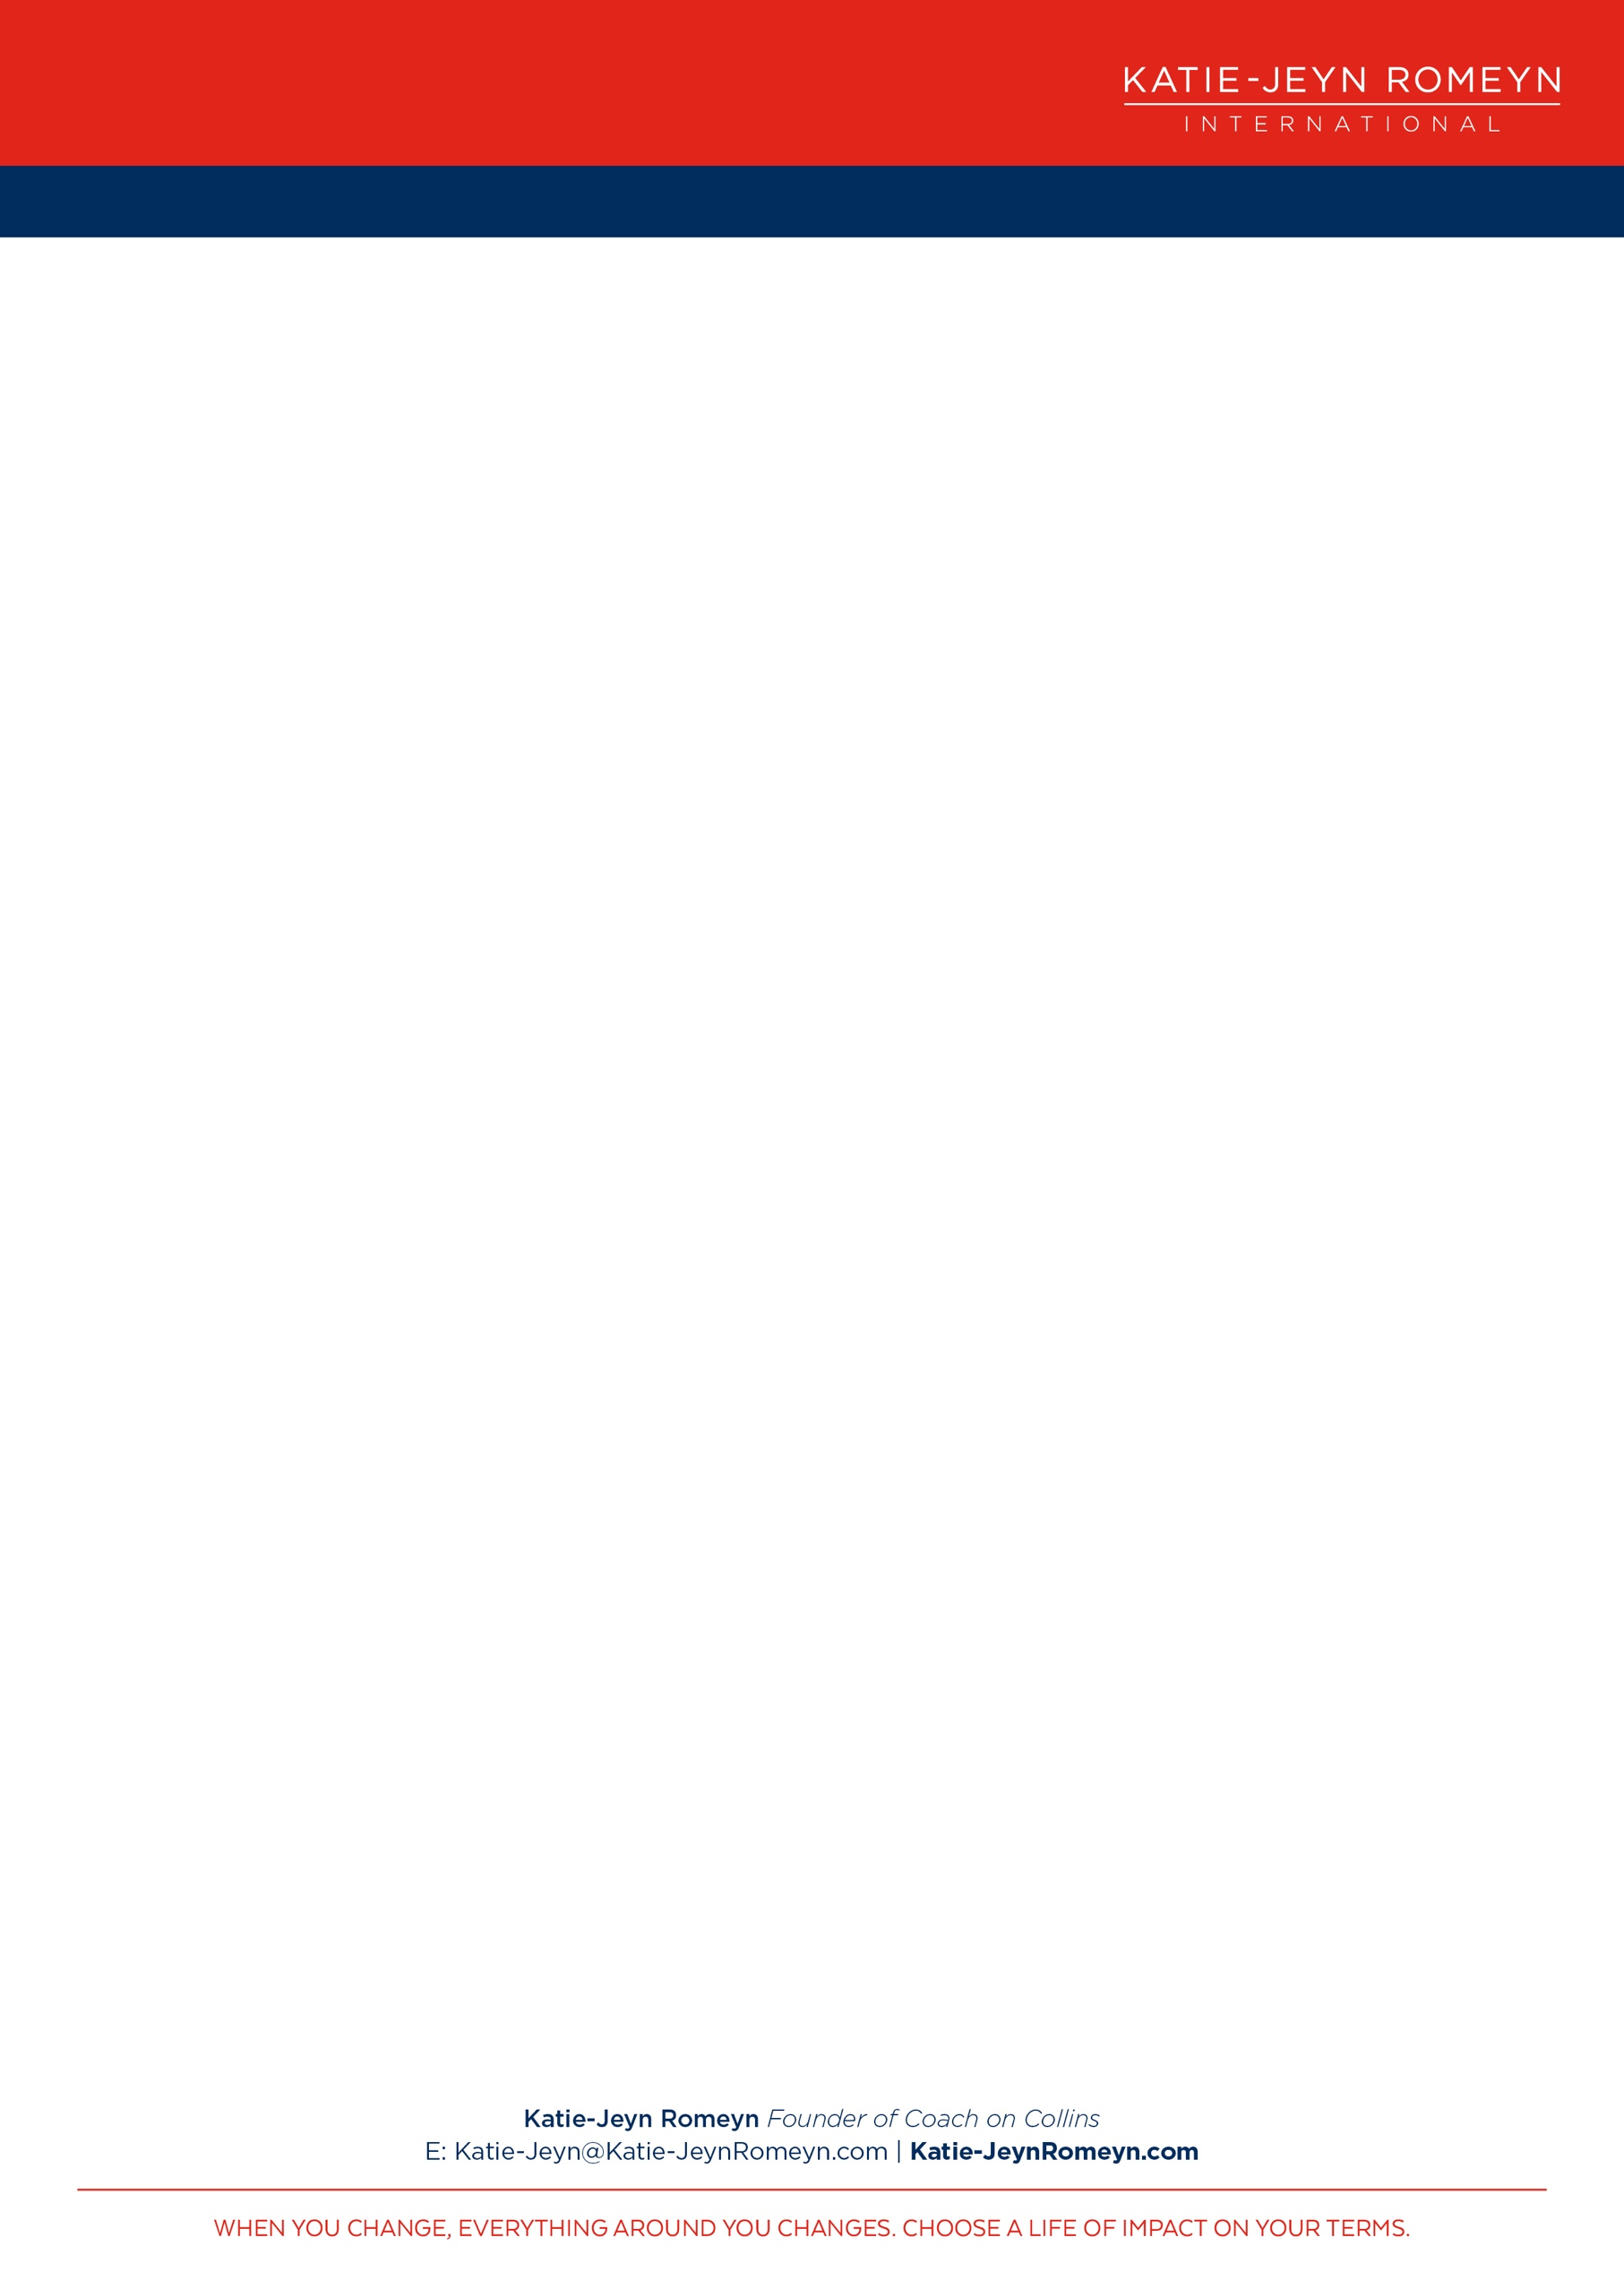 KATIE-JEYN ROMEYN
INTERNATIONAL
Katie-Jeyn Romeyn Founder of Coach on Collins
E: Katie-Jeyn@Katie-JeynRomeyn.com | Katie-JeynRomeyn.com
WHEN YOU CHANGE, EVERYTHING AROUND YOU CHANGES. CHOOSE A LIFE OF IMPACT ON YOUR TERMS.